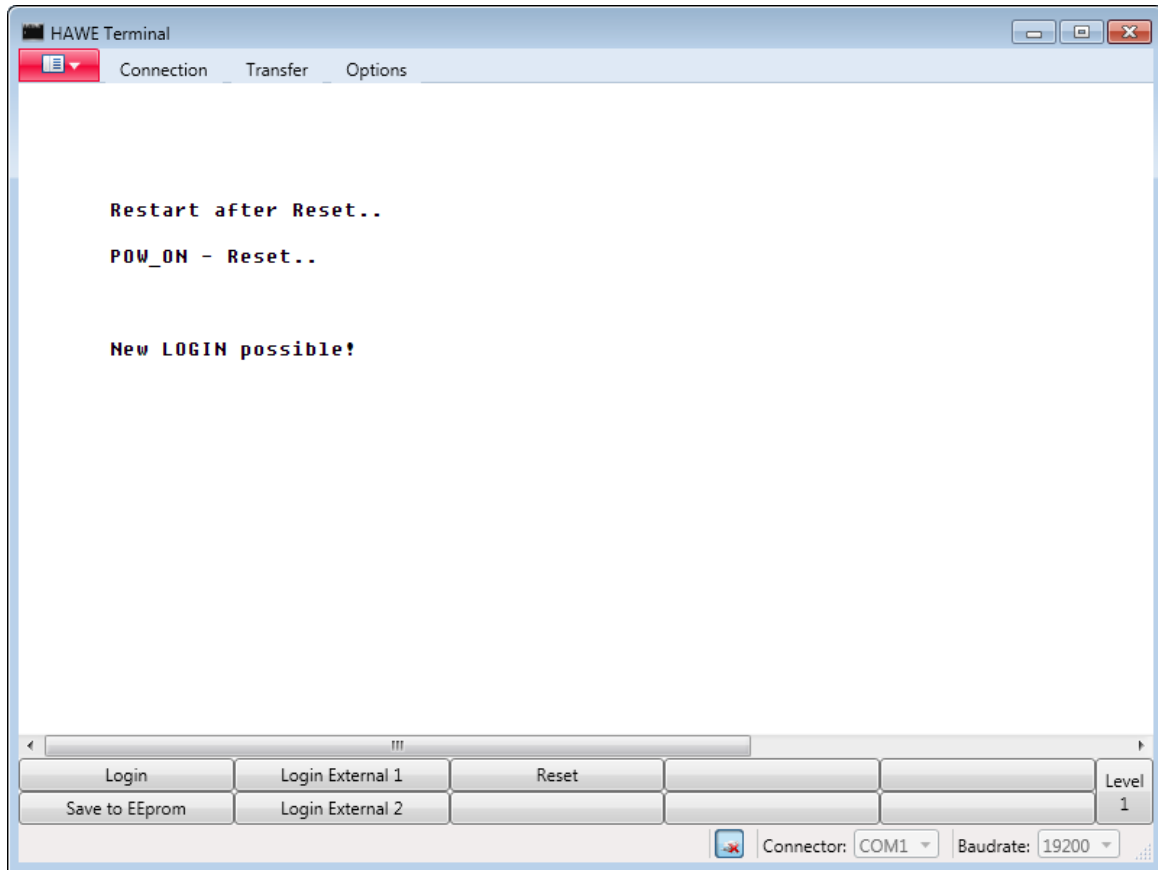 HAWE Terminal
Connection Transfer Options
Restart after Reset..
POW_ON - Reset..
New LOGIN possible!
Login Login External 1 Reset Level
Save to EEprom Login External 2 1
Connector: COM1 Baudrate: 19200